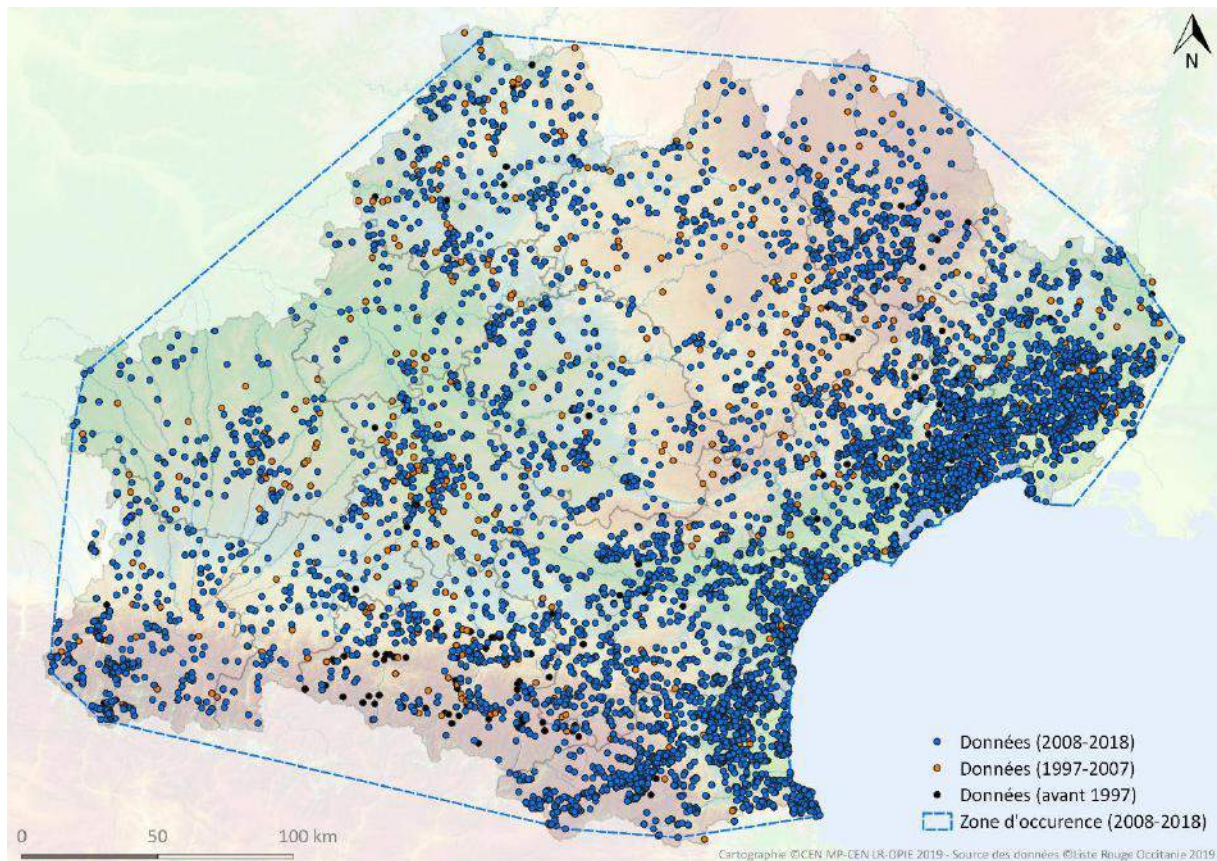 N
Données (2008-2018)
Données (1997-2007)
Données (avant 1997)
Zone d'occurence (2008-2018)
0 50 100 km
Cartographie ©CEN MP-CEN LR-OPIE 2019 - Source des données ©Liste Rouge Occitanie 2019